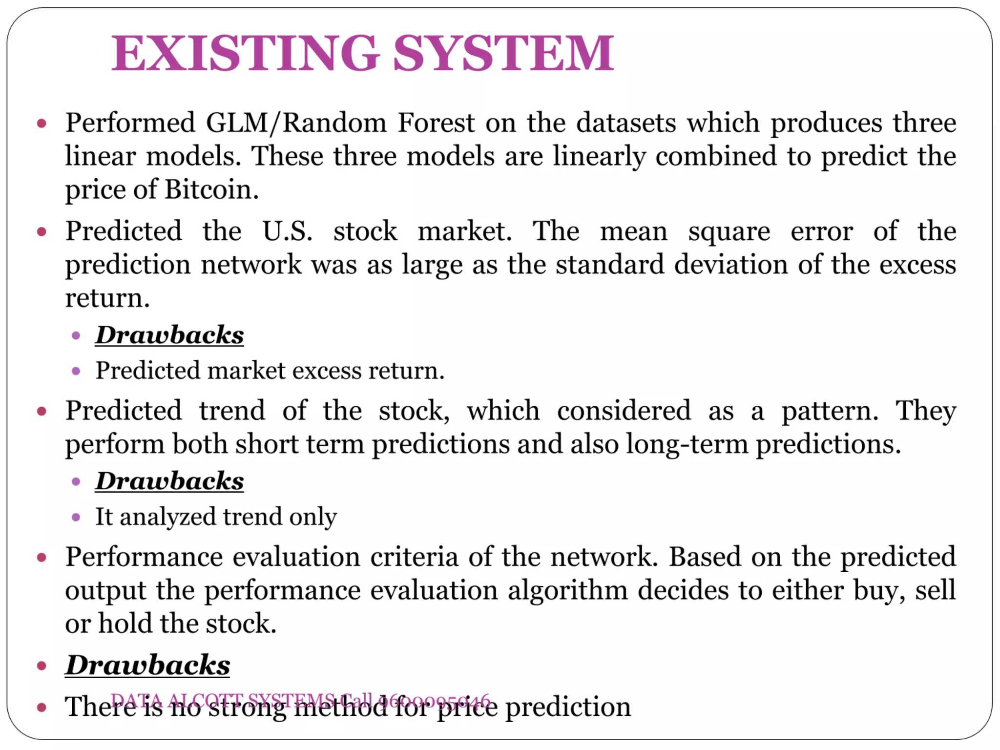 EXISTING SYSTEM
Performed GLM/Random Forest on the datasets which produces three
linear models. These three models are linearly combined to predict the
price of Bitcoin.
Predicted the U.S. stock market. The mean square error of the
prediction network was as large as the standard deviation of the excess
return.
Drawbacks
Predicted market excess return.
Predicted trend of the stock, which considered as a pattern. They
perform both short term predictions and also long-term predictions.
Drawbacks
It analyzed trend only
Performance evaluation criteria of the network. Based on the predicted
output the performance evaluation algorithm decides to either buy, sell
or hold the stock.
Drawbacks
There is no strong method for price prediction
DATA ALCOTT SYSTEMS Call 9600095046